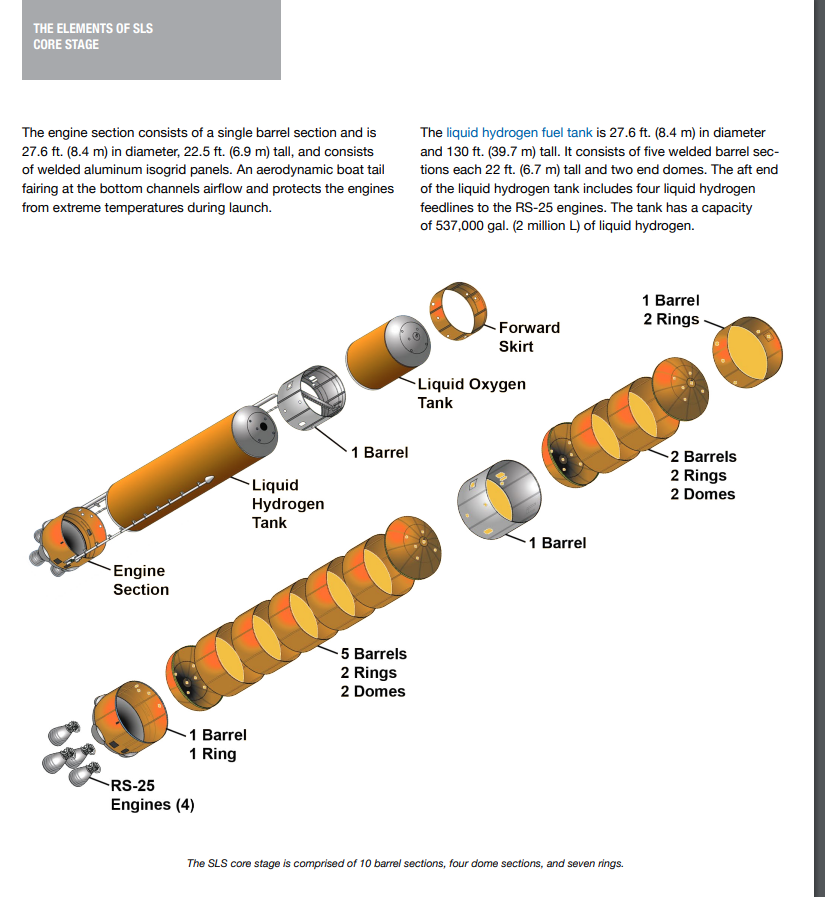 THE ELEMENTS OF SLS
CORE STAGE
The engine section consists of a single barrel section and is
27.6 ft. (8.4 m) in diameter, 22.5 ft. (6.9 m) tall, and consists
of welded aluminum isogrid panels. An aerodynamic boat tail
fairing at the bottom channels airflow and protects the engines
from extreme temperatures during launch.
The liquid hydrogen fuel tank is 27.6 ft. (8.4 m) in diameter
and 130 ft. (39.7 m) tall. It consists of five welded barrel sec-
tions each 22 ft. (6.7 m) tall and two end domes. The aft end
of the liquid hydrogen tank includes four liquid hydrogen
feedlines to the RS-25 engines. The tank has a capacity
of 537,000 gal. (2 million L) of liquid hydrogen.
Forward
Skirt
Liquid Oxygen
Tank
1 Barrel
Liquid
Hydrogen
Tank
Engine
Section
1 Barrel
2 Rings
2 Barrels
2 Rings
2 Domes
1 Barrel
5 Barrels
2 Rings
2 Domes
1 Barrel
1 Ring
RS-25
Engines (4)
The SLS core stage is comprised of 10 barrel sections, four dome sections, and seven rings.